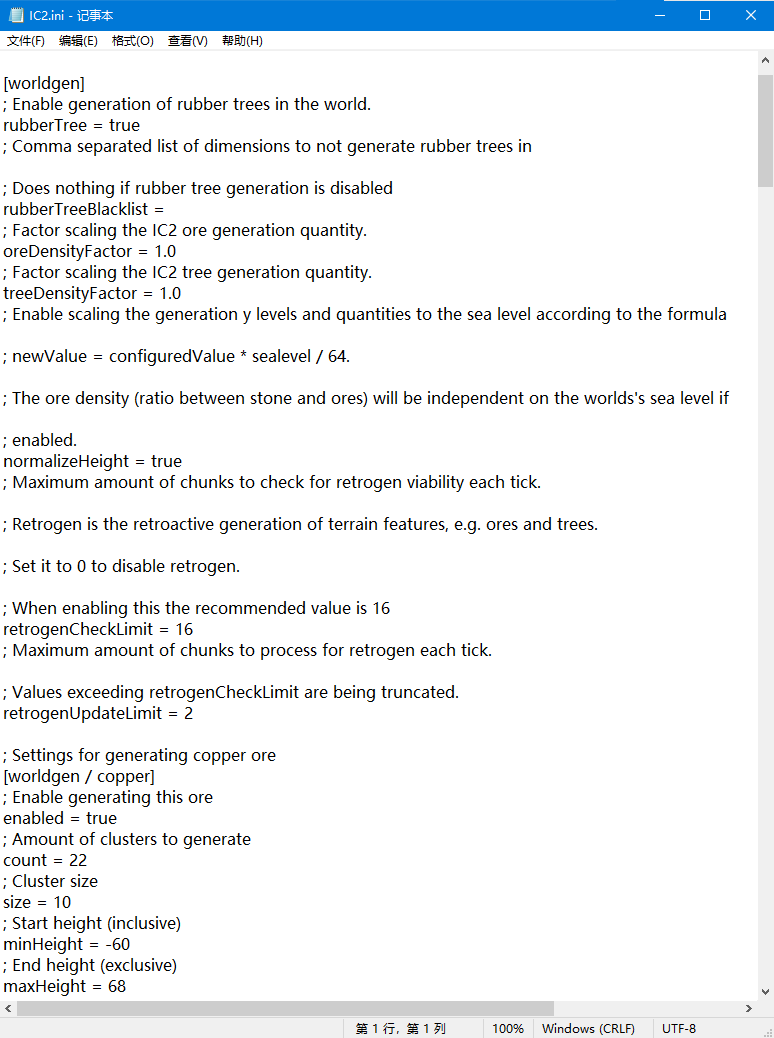 IC2.ini - 记事本
文件(F) 编辑(E) 格式(O) 查看(V) 帮助(H)
[worldgen]
; Enable generation of rubber trees in the world.
rubberTree = true
; Comma separated list of dimensions to not generate rubber trees in
; Does nothing if rubber tree generation is disabled
rubberTreeBlacklist =
; Factor scaling the IC2 ore generation quantity.
oreDensityFactor = 1.0
; Factor scaling the IC2 tree generation quantity.
treeDensityFactor = 1.0
; Enable scaling the generation y levels and quantities to the sea level according to the formula
; newValue = configuredValue * sealevel / 64.
; The ore density (ratio between stone and ores) will be independent on the worlds's sea level if
; enabled.
normalizeHeight = true
; Maximum amount of chunks to check for retrogen viability each tick.
; Retrogen is the retroactive generation of terrain features, e.g. ores and trees.
; Set it to 0 to disable retrogen.
; When enabling this the recommended value is 16
retrogenCheckLimit = 16
; Maximum amount of chunks to process for retrogen each tick.
; Values exceeding retrogenCheckLimit are being truncated.
retrogenUpdateLimit = 2
; Settings for generating copper ore
[worldgen / copper]
; Enable generating this ore
enabled = true
; Amount of clusters to generate
count = 22
; Cluster size
size = 10
; Start height (inclusive)
minHeight = -60
; End height (exclusive)
maxHeight = 68
第 1 行，第 1 列 100% Windows (CRLF) UTF-8